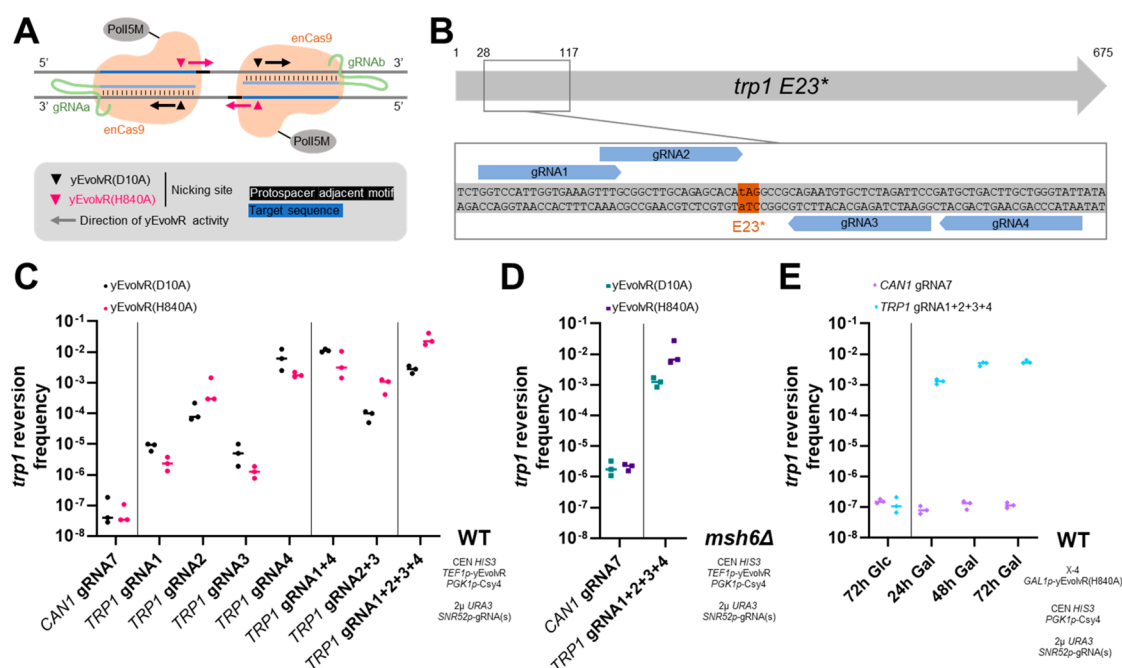 A
PolI5M
enCas9
gRNAb
5'
3'
3'
5'
gRNAa
enCas9
PolI5M
yEvolvR(D10A)
yEvolvR(H840A)
Nicking site
Protospacer adjacent motif
Target sequence
Direction of yEvolvR activity
B
1 28 117 675
trp1 E23*
gRNA2
gRNA1
TCTGGTCCATTGGTGAAAGTTTGCGGCTTGCAGAGCACAtAGGCCGCAGAATGTGCTCTAGATTCCGATGCTGACTTGCTGGGTATTATA
AGACCAGGTAACCACTTTCAAACGCCGAACGTCTCGTGTaTCCGGCGTCTTACACGAGATCTAAGGCTACGACTGAACGACCCATAATAT
E23*
gRNA3
gRNA4
C
yEvolvR(D10A)
yEvolvR(H840A)
trp1 reversion
frequency
10-1
10-2
10-3
10-4
10-5
10-6
10-7
10-8
CAN1 gRNA7
TRP1 gRNA1
TRP1 gRNA2
TRP1 gRNA3
TRP1 gRNA4
TRP1 gRNA1+4
TRP1 gRNA2+3
TRP1 gRNA1+2+3+4
WT
CEN HIS3
TEF1p-yEvolvR
PGK1p-Csy4
2μ URA3
SNR52p-gRNA(s)
D
yEvolvR(D10A)
yEvolvR(H840A)
trp1 reversion
frequency
10-1
10-2
10-3
10-4
10-5
10-6
10-7
10-8
CAN1 gRNA7
TRP1 gRNA1+2+3+4
msh6Δ
CEN HIS3
TEF1p-yEvolvR
PGK1p-Csy4
2μ URA3
SNR52p-gRNA(s)
E
CAN1 gRNA7
TRP1 gRNA1+2+3+4
trp1 reversion
frequency
10-1
10-2
10-3
10-4
10-5
10-6
10-7
10-8
72h Glc
24h Gal
48h Gal
72h Gal
WT
X-4
GAL1p-yEvolvR(H840A)
CEN HIS3
PGK1p-Csy4
2μ URA3
SNR52p-gRNA(s)